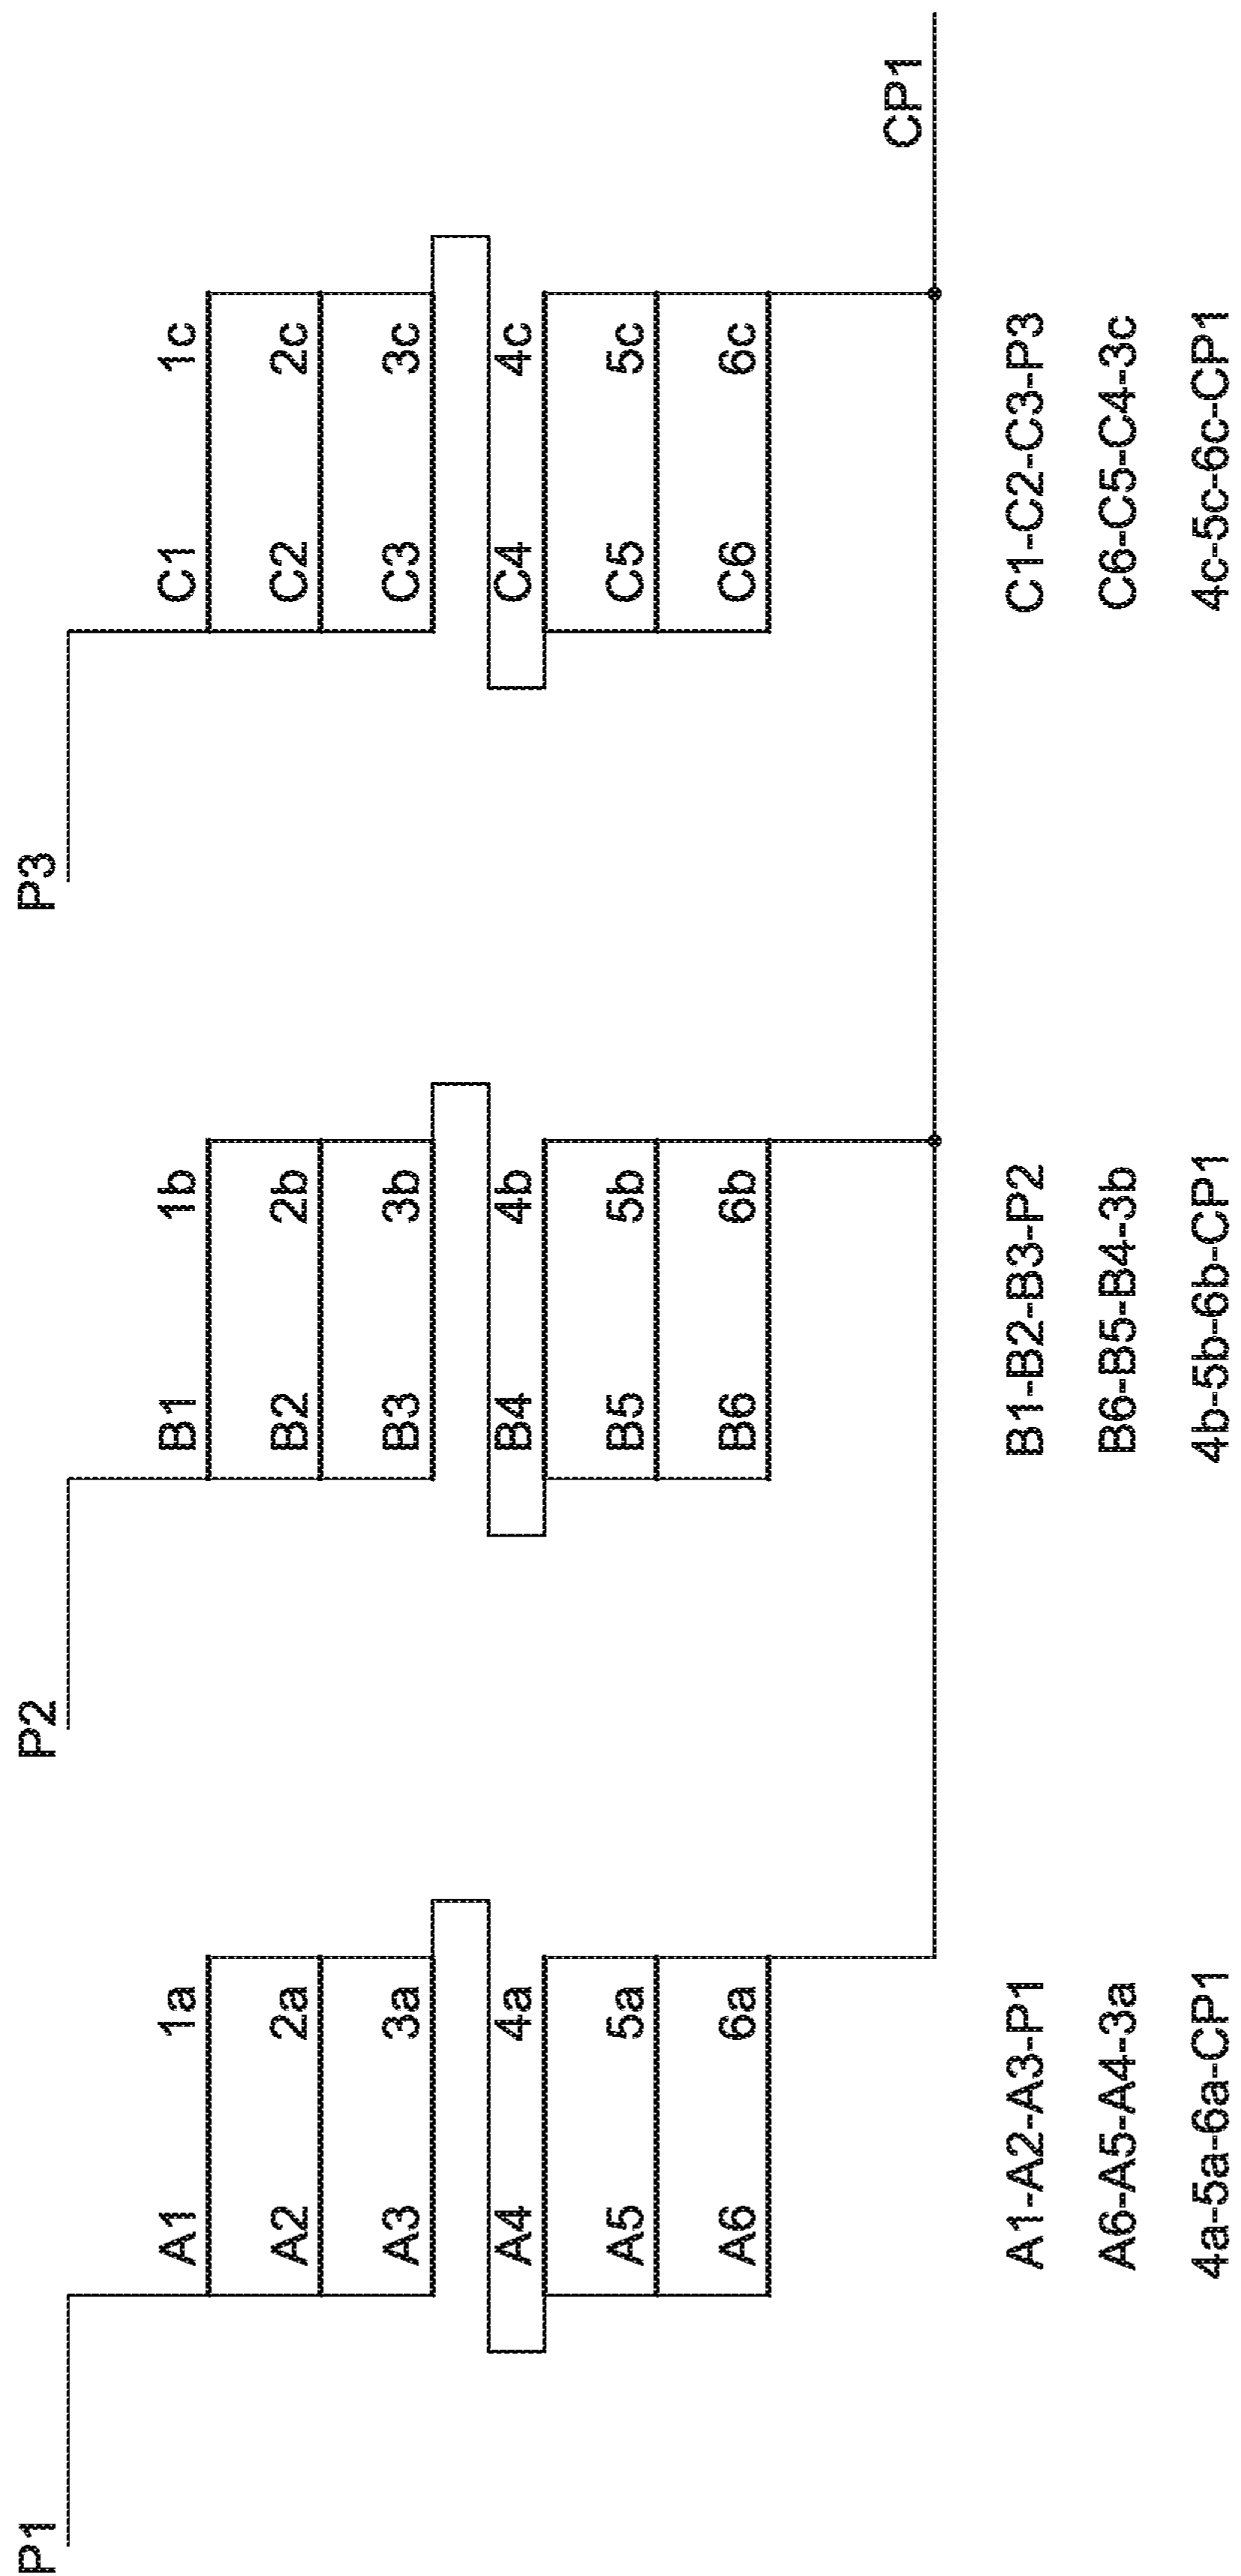 P1 P2 P3
A1 1a B1 1b C1 1c
A2 2a B2 2b C2 2c
A3 3a B3 3b C3 3c
A4 4a B4 4b C4 4c
A5 5a B5 5b C5 5c
A6 6a B6 6b C6 6c
CP1
A1-A2-A3-P1 B1-B2-B3-P2 C1-C2-C3-P3
A6-A5-A4-3a B6-B5-B4-3b C6-C5-C4-3c
4a-5a-6a-CP1 4b-5b-6b-CP1 4c-5c-6c-CP1